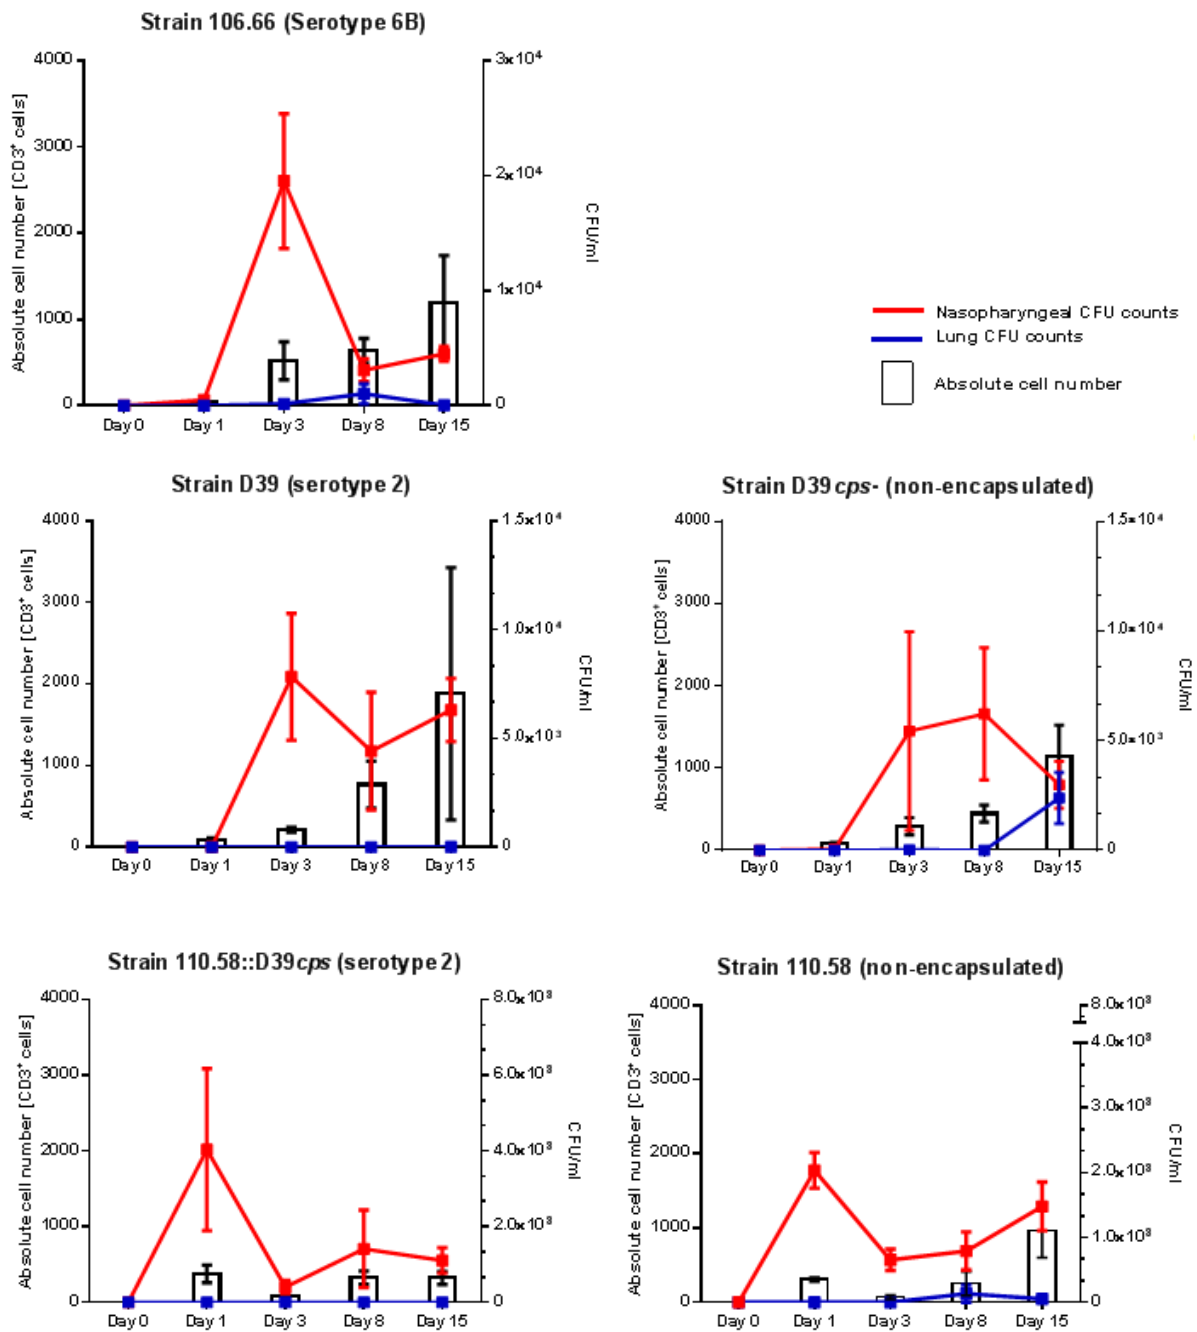 Strain 106.66 (Serotype 6B)
Absolute cell number [CD3⁺ cells]
4000
3000
2000
1000
0
3x10⁴
2x10⁴
1x10⁴
0
CFU/ml
Day 0 Day 1 Day 3 Day 8 Day 15
Nasopharyngeal CFU counts
Lung CFU counts
Absolute cell number
Strain D39 (serotype 2)
Absolute cell number [CD3⁺ cells]
4000
3000
2000
1000
0
1.5x10⁴
1.0x10⁴
5.0x10³
0
CFU/ml
Day 0 Day 1 Day 3 Day 8 Day 15
Strain D39cps- (non-encapsulated)
Absolute cell number [CD3⁺ cells]
4000
3000
2000
1000
0
1.5x10⁴
1.0x10⁴
5.0x10³
0
CFU/ml
Day 0 Day 1 Day 3 Day 8 Day 15
Strain 110.58::D39cps (serotype 2)
Absolute cell number [CD3⁺ cells]
4000
3000
2000
1000
0
8.0x10³
6.0x10³
4.0x10³
2.0x10³
0
CFU/ml
Day 0 Day 1 Day 3 Day 8 Day 15
Strain 110.58 (non-encapsulated)
Absolute cell number [CD3⁺ cells]
4000
3000
2000
1000
0
8.0x10³
4.0x10³
3.0x10³
2.0x10³
1.0x10³
0
CFU/ml
Day 0 Day 1 Day 3 Day 8 Day 15